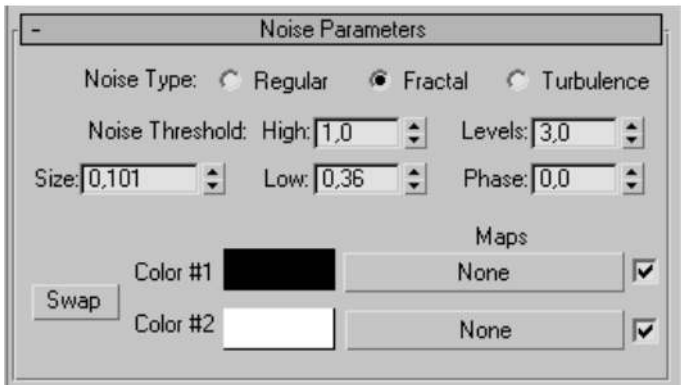 - Noise Parameters
Noise Type: Regular Fractal Turbulence
Noise Threshold: High: 1,0 Levels: 3,0
Size: 0,101 Low: 0,36 Phase: 0,0
Maps
Color #1 None
Swap
Color #2 None